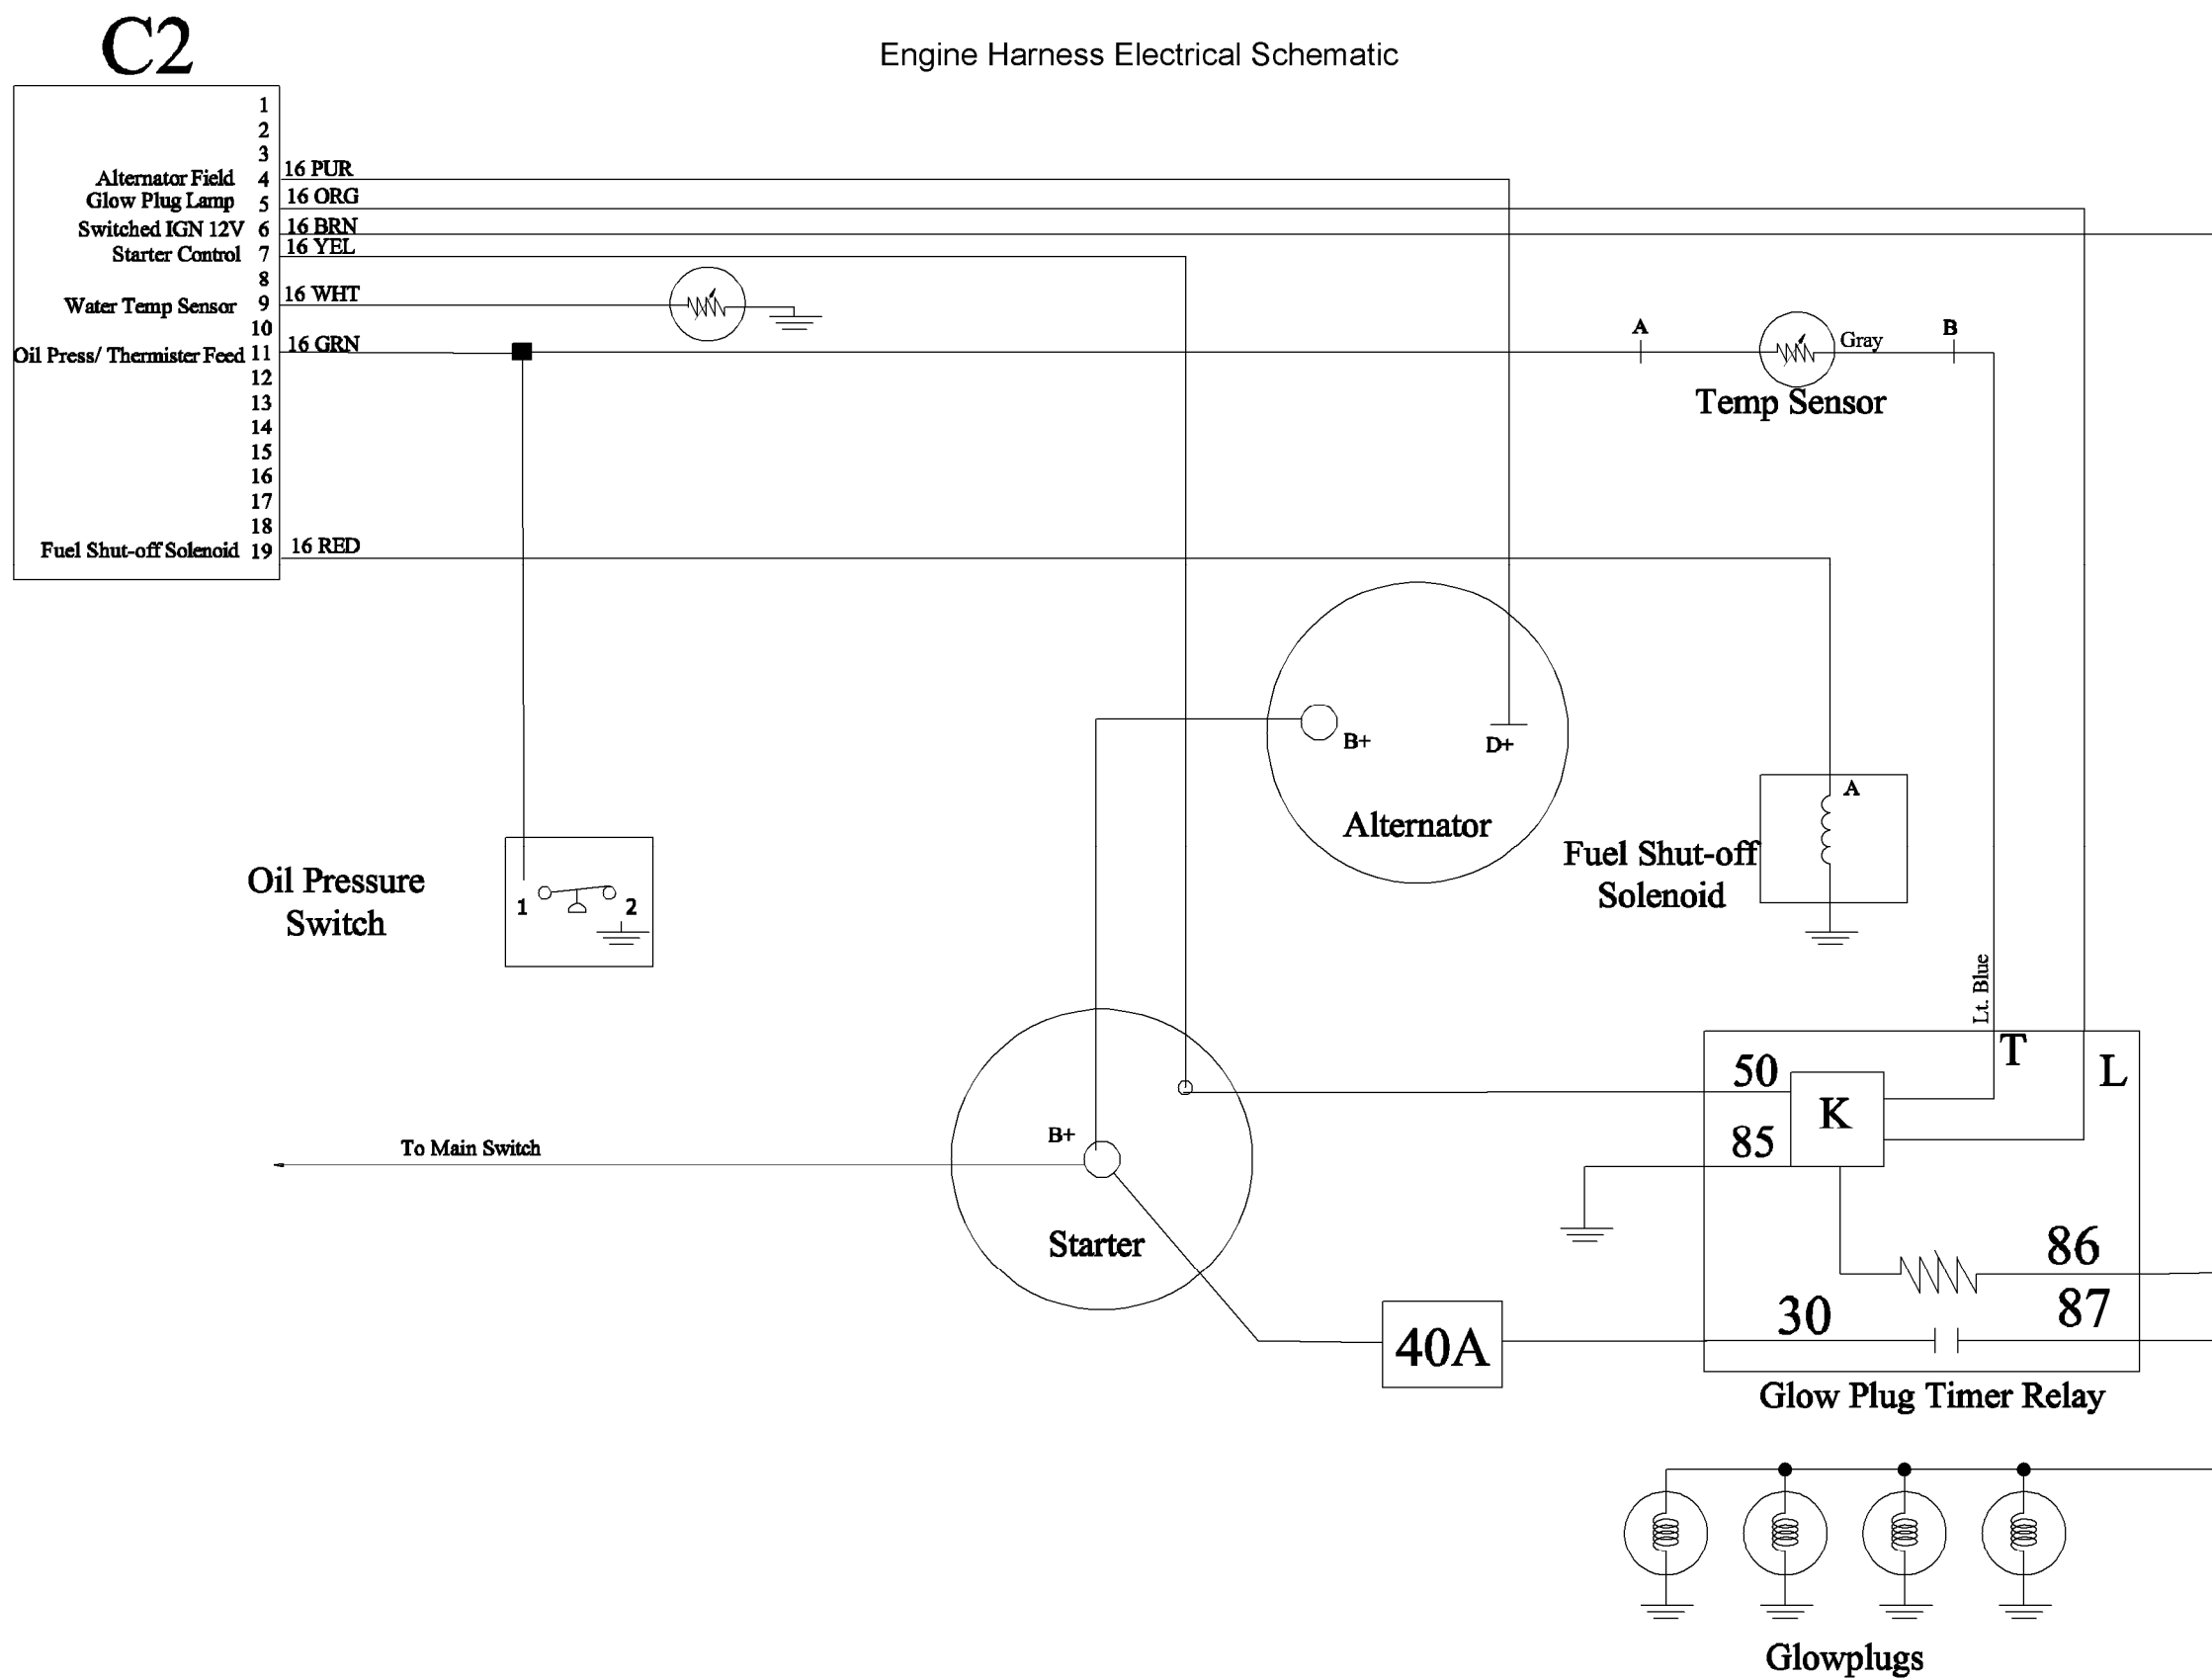 C2
Engine Harness Electrical Schematic
1
2
3
Alternator Field 4 16 PUR
Glow Plug Lamp 5 16 ORG
Switched IGN 12V 6 16 BRN
Starter Control 7 16 YEL
8
Water Temp Sensor 9 16 WHT
10
Oil Press/ Thermister Feed 11 16 GRN
12
13
14
15
16
17
18
Fuel Shut-off Solenoid 19 16 RED
A
Gray
B
Temp Sensor
B+
D+
Alternator
A
Fuel Shut-off
Solenoid
Oil Pressure
Switch
1
2
Lt. Blue
T
L
50
K
85
B+
To Main Switch
Starter
86
30
87
40A
Glow Plug Timer Relay
Glowplugs